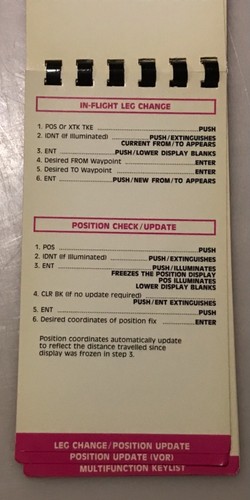 IN-FLIGHT LEG CHANGE
1. POS Or XTK TKE ........ PUSH
2. IDNT (If Illuminated) ........ PUSH/EXTINGUISHES
CURRENT FROM/TO APPEARS
3. ENT ........ PUSH/LOWER DISPLAY BLANKS
4. Desired FROM Waypoint ........ ENTER
5. Desired TO Waypoint ........ ENTER
6. ENT ........ PUSH/NEW FROM/TO APPEARS
POSITION CHECK/UPDATE
1. POS ........ PUSH
2. IDNT (If Illuminated) ........ PUSH/EXTINGUISHES
3. ENT ........ PUSH/ILLUMINATES
FREEZES THE POSITION DISPLAY
POS ILLUMINATES
LOWER DISPLAY BLANKS
4. CLR BK (if no update required)
........ PUSH/ENT EXTINGUISHES
5. ENT ........ PUSH
6. Desired coordinates of position fix ........ ENTER
Position coordinates automatically update
to reflect the distance travelled since
display was frozen in step 3.
LEG CHANGE/POSITION UPDATE
POSITION UPDATE (VOR)
MULTIFUNCTION KEYLIST